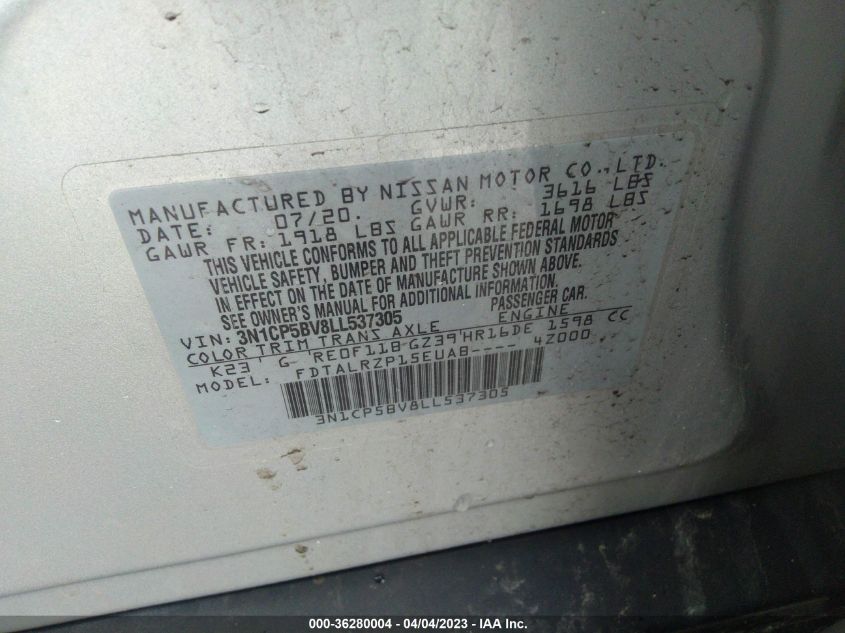 MANUFACTURED BY NISSAN MOTOR CO.,LTD.
DATE: 07/20. GVWR: 3616 LBS
GAWR FR: 1918 LBS GAWR RR: 1698 LBS
THIS VEHICLE CONFORMS TO ALL APPLICABLE FEDERAL MOTOR
VEHICLE SAFETY, BUMPER AND THEFT PREVENTION STANDARDS
IN EFFECT ON THE DATE OF MANUFACTURE SHOWN ABOVE.
SEE OWNER'S MANUAL FOR ADDITIONAL INFORMATION.
VIN: 3N1CP5BV8LL537305 PASSENGER CAR.
COLOR TRIM TRANS AXLE ENGINE
K23 G RE0F11B GZ39 HR16DE 1598 CC
MODEL: FDTALRZP15EUAB---- 4Z000
3N1CP5BV8LL537305
000-36280004 - 04/04/2023 - IAA Inc.